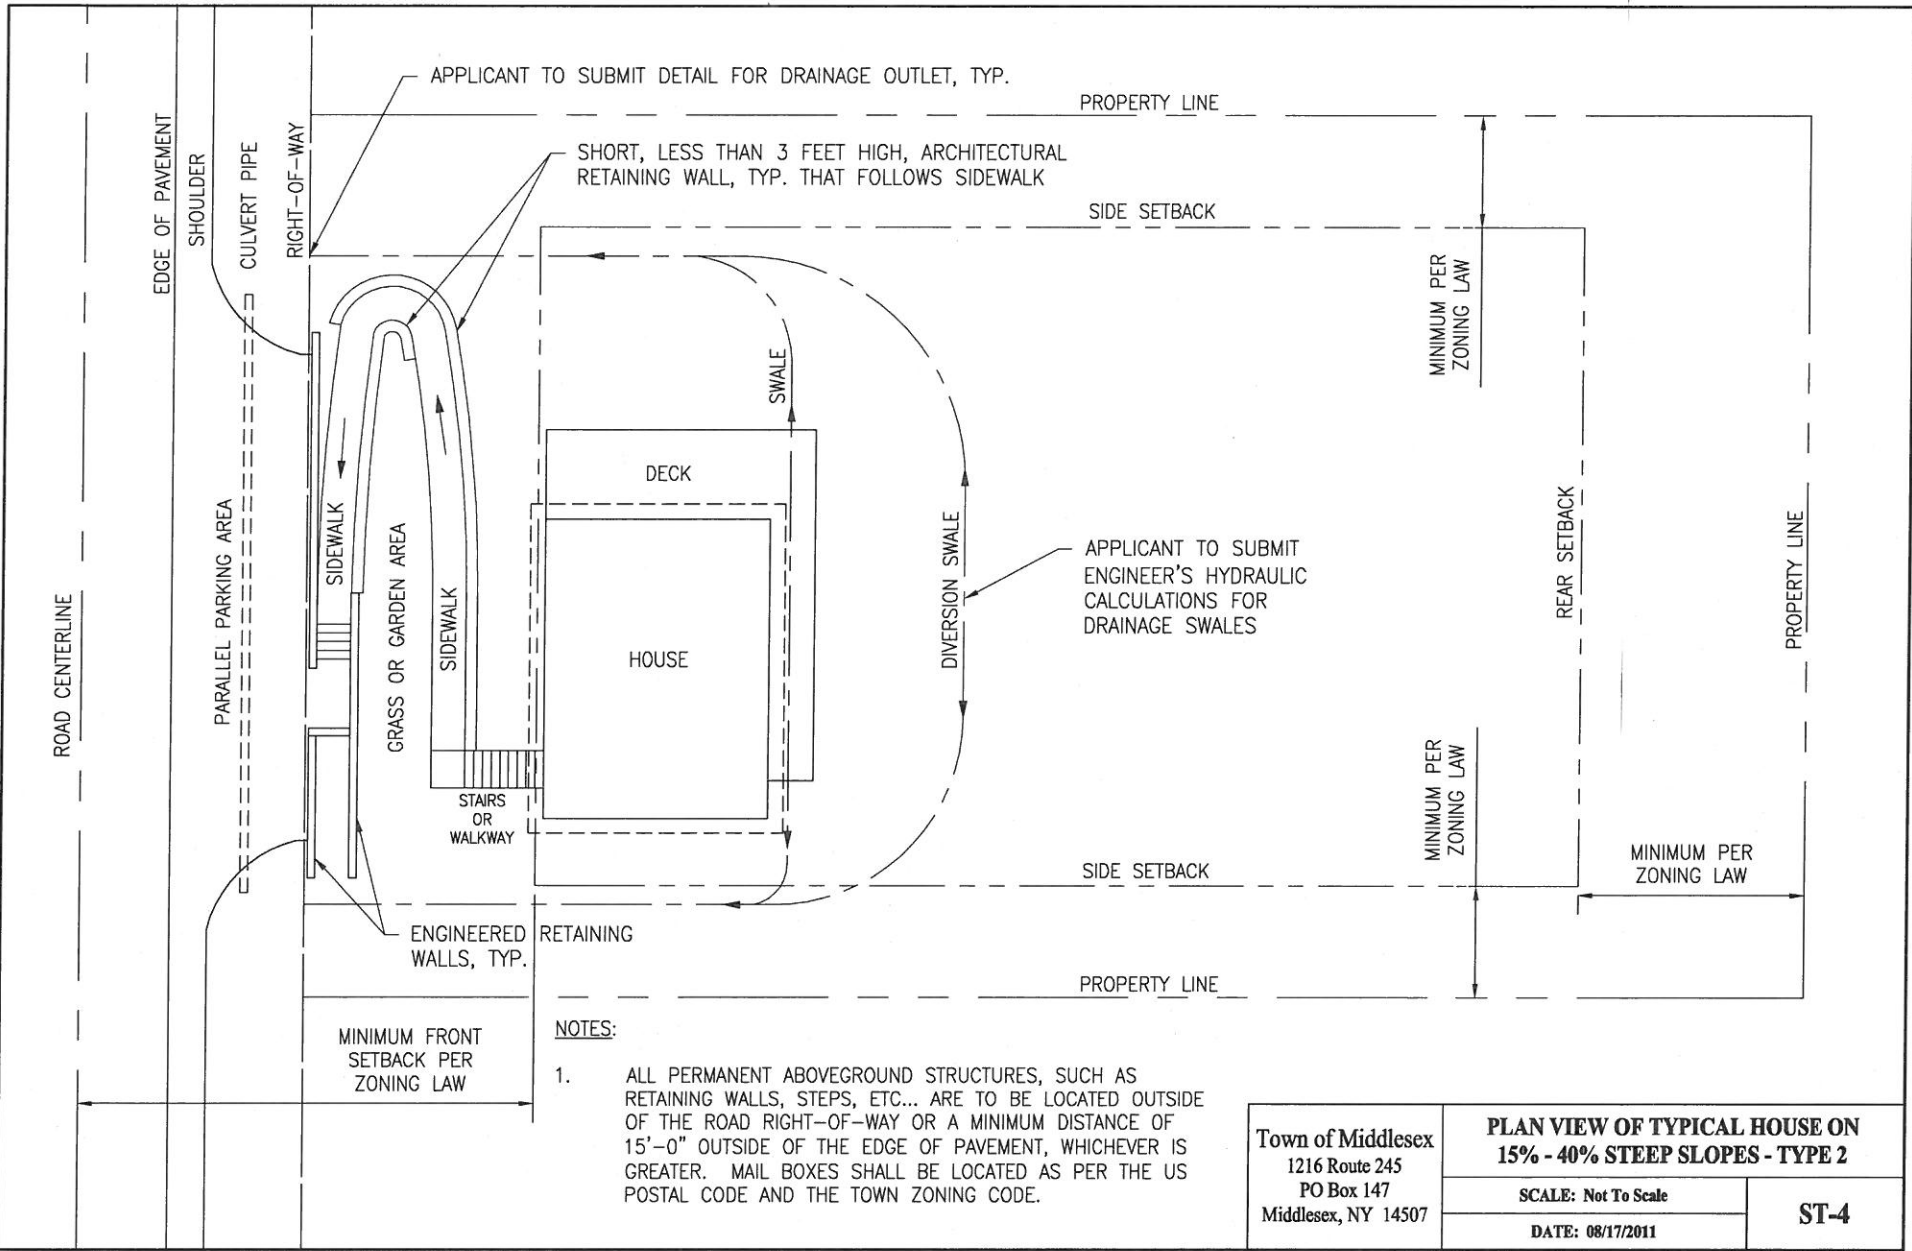 APPLICANT TO SUBMIT DETAIL FOR DRAINAGE OUTLET, TYP.
PROPERTY LINE
SHORT, LESS THAN 3 FEET HIGH, ARCHITECTURAL
RETAINING WALL, TYP. THAT FOLLOWS SIDEWALK
EDGE OF PAVEMENT
SHOULDER
CULVERT PIPE
RIGHT-OF-WAY
SIDE SETBACK
MINIMUM PER
ZONING LAW
SWALE
DECK
PARALLEL PARKING AREA
SIDEWALK
GRASS OR GARDEN AREA
SIDEWALK
HOUSE
DIVERSION SWALE
APPLICANT TO SUBMIT
ENGINEER'S HYDRAULIC
CALCULATIONS FOR
DRAINAGE SWALES
REAR SETBACK
PROPERTY LINE
ROAD CENTERLINE
STAIRS
OR
WALKWAY
MINIMUM PER
ZONING LAW
SIDE SETBACK
MINIMUM PER
ZONING LAW
ENGINEERED RETAINING
WALLS, TYP.
PROPERTY LINE
MINIMUM FRONT
SETBACK PER
ZONING LAW
NOTES:
1. ALL PERMANENT ABOVEGROUND STRUCTURES, SUCH AS
RETAINING WALLS, STEPS, ETC... ARE TO BE LOCATED OUTSIDE
OF THE ROAD RIGHT-OF-WAY OR A MINIMUM DISTANCE OF
15'-0" OUTSIDE OF THE EDGE OF PAVEMENT, WHICHEVER IS
GREATER. MAIL BOXES SHALL BE LOCATED AS PER THE US
POSTAL CODE AND THE TOWN ZONING CODE.
Town of Middlesex
1216 Route 245
PO Box 147
Middlesex, NY 14507
PLAN VIEW OF TYPICAL HOUSE ON
15% - 40% STEEP SLOPES - TYPE 2
SCALE: Not To Scale
DATE: 08/17/2011
ST-4